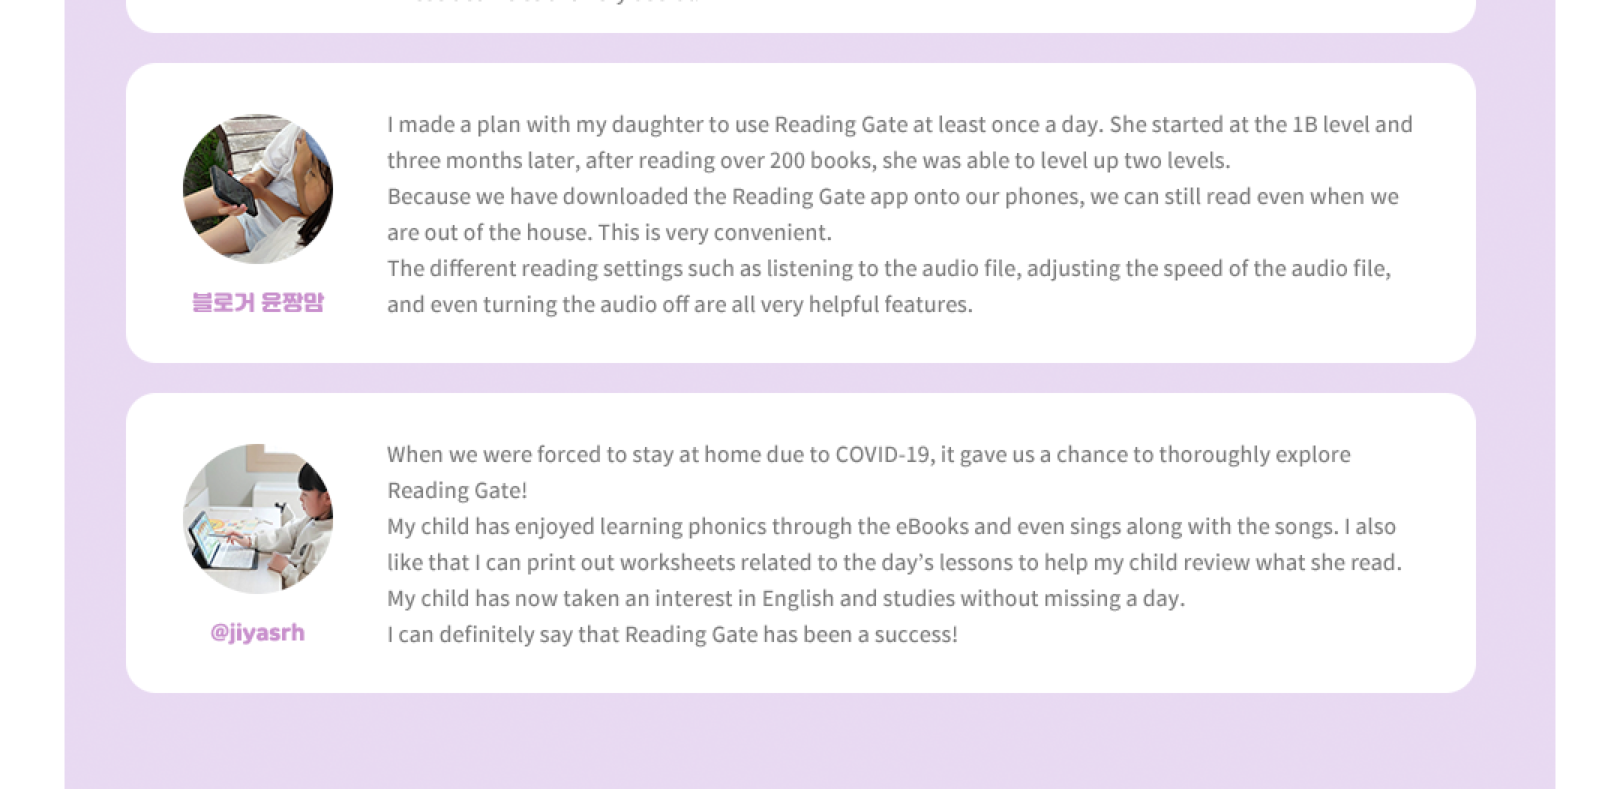 I made a plan with my daughter to use Reading Gate at least once a day. She started at the 1B level and
three months later, after reading over 200 books, she was able to level up two levels.
Because we have downloaded the Reading Gate app onto our phones, we can still read even when we
are out of the house. This is very convenient.
The different reading settings such as listening to the audio file, adjusting the speed of the audio file,
and even turning the audio off are all very helpful features.
블로거 윤짱맘
When we were forced to stay at home due to COVID-19, it gave us a chance to thoroughly explore
Reading Gate!
My child has enjoyed learning phonics through the eBooks and even sings along with the songs. I also
like that I can print out worksheets related to the day’s lessons to help my child review what she read.
My child has now taken an interest in English and studies without missing a day.
I can definitely say that Reading Gate has been a success!
@jiyasrh